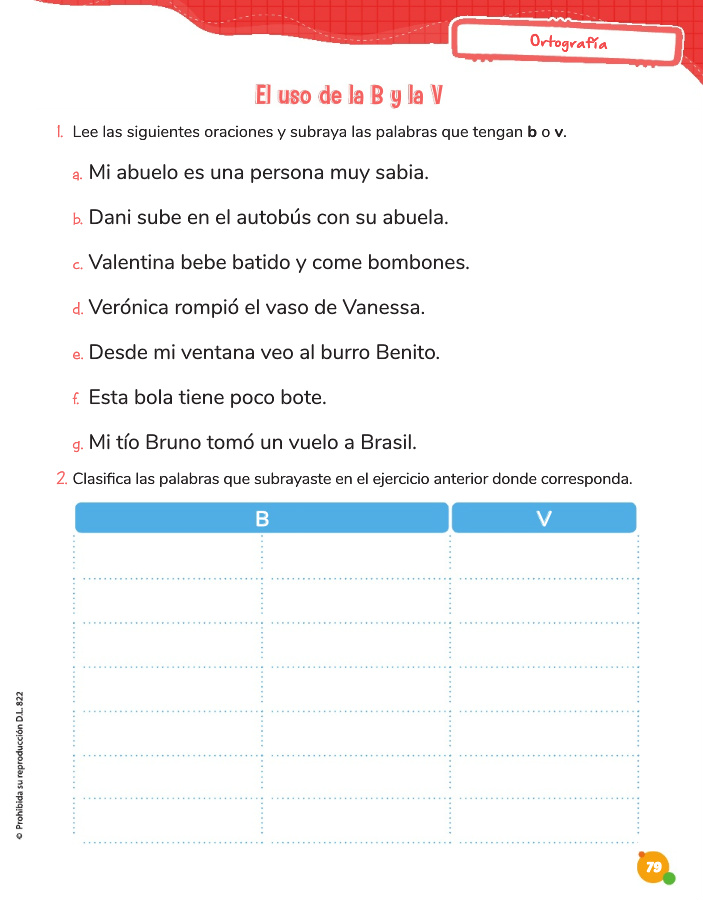 Ortografía
El uso de la B y la V
1. Lee las siguientes oraciones y subraya las palabras que tengan b o v.
a. Mi abuelo es una persona muy sabia.
b. Dani sube en el autobús con su abuela.
c. Valentina bebe batido y come bombones.
d. Verónica rompió el vaso de Vanessa.
e. Desde mi ventana veo al burro Benito.
f. Esta bola tiene poco bote.
g. Mi tío Bruno tomó un vuelo a Brasil.
2. Clasifica las palabras que subrayaste en el ejercicio anterior donde corresponda.
B V
© Prohibida su reproducción D.L. 822
79